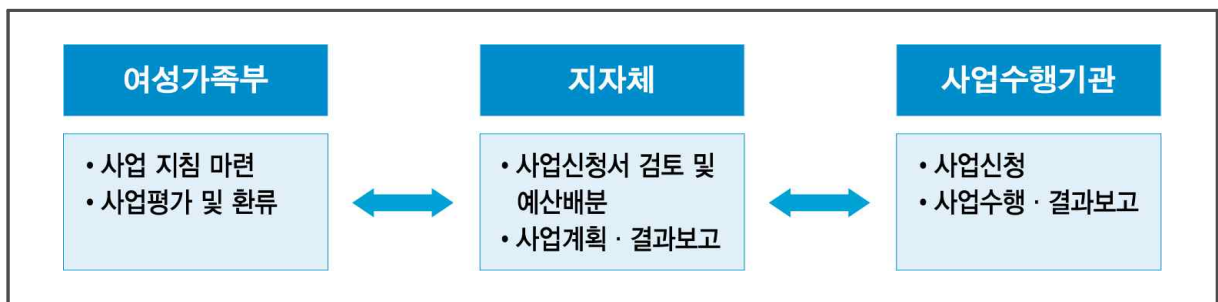 여성가족부
• 사업 지침 마련
• 사업평가 및 환류
지자체
• 사업신청서 검토 및
예산배분
• 사업계획 · 결과보고
사업수행기관
• 사업신청
• 사업수행 · 결과보고